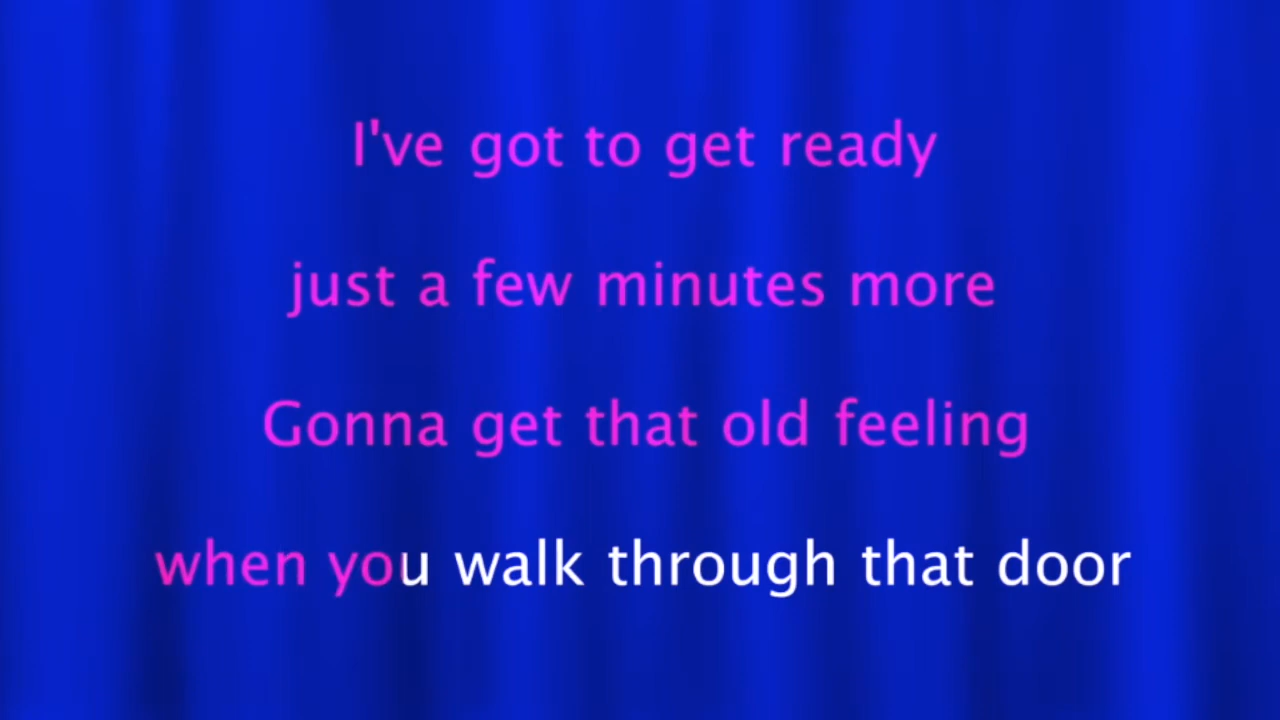 I've got to get ready
just a few minutes more
Gonna get that old feeling
when you walk through that door